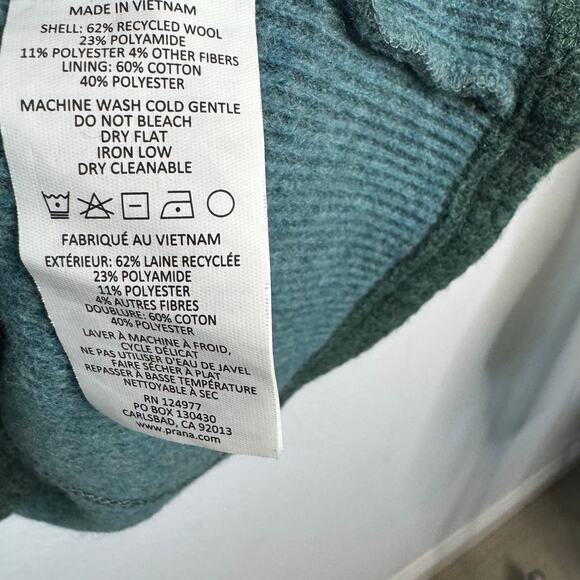 MADE IN VIETNAM
SHELL: 62% RECYCLED WOOL
23% POLYAMIDE
11% POLYESTER 4% OTHER FIBERS
LINING: 60% COTTON
40% POLYESTER
MACHINE WASH COLD GENTLE
DO NOT BLEACH
DRY FLAT
IRON LOW
DRY CLEANABLE
FABRIQUÉ AU VIETNAM
EXTÉRIEUR: 62% LAINE RECYCLÉE
23% POLYAMIDE
11% POLYESTER
4% AUTRES FIBRES
DOUBLURE: 60% COTON
40% POLYESTER
LAVER À MACHINE À FROID,
CYCLE DÉLICAT
NE PAS UTILISER D'EAU DE JAVEL
FAIRE SÉCHER À PLAT
REPASSER À BASSE TEMPÉRATURE
NETTOYABLE À SEC
RN 124977
PO BOX 130430
CARLSBAD, CA 92013
www.prana.com